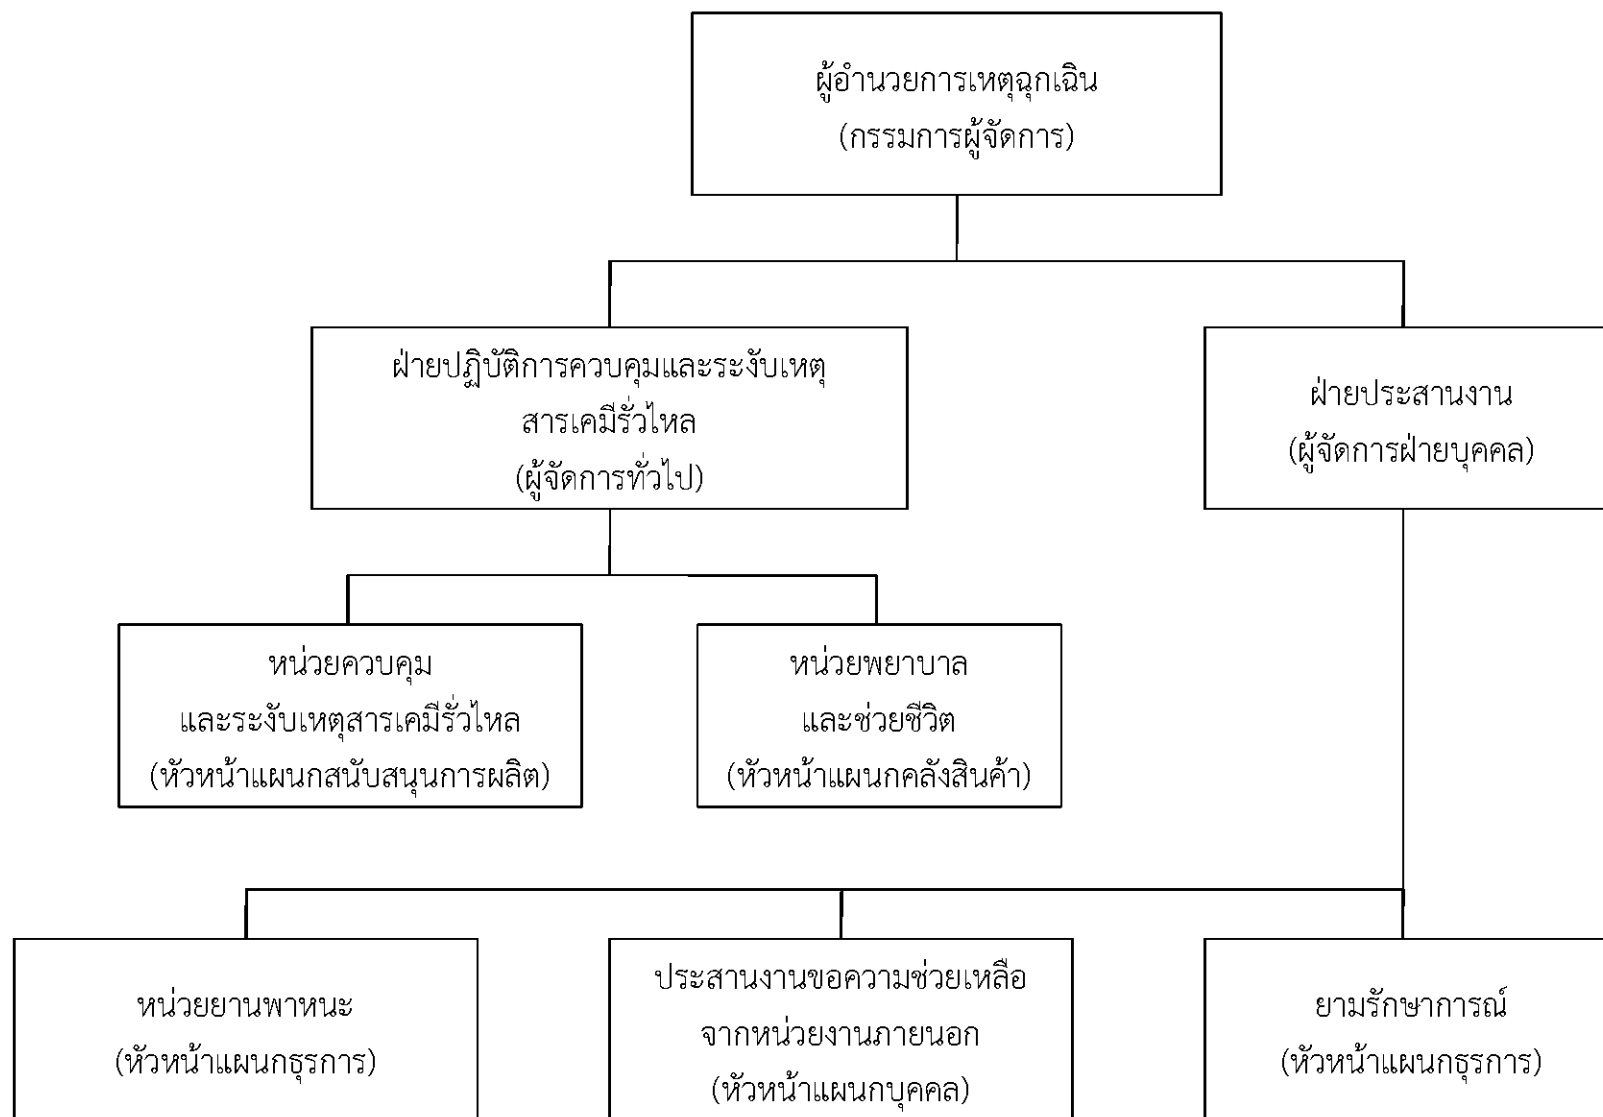 ผู้อำนวยการเหตุฉุกเฉิน
(กรรมการผู้จัดการ)
ฝ่ายปฏิบัติการควบคุมและระงับเหตุ
สารเคมีรั่วไหล
(ผู้จัดการทั่วไป)
ฝ่ายประสานงาน
(ผู้จัดการฝ่ายบุคคล)
หน่วยควบคุม
และระงับเหตุสารเคมีรั่วไหล
(หัวหน้าแผนกสนับสนุนการผลิต)
หน่วยพยาบาล
และช่วยชีวิต
(หัวหน้าแผนกคลังสินค้า)
หน่วยยานพาหนะ
(หัวหน้าแผนกธุรการ)
ประสานงานขอความช่วยเหลือ
จากหน่วยงานภายนอก
(หัวหน้าแผนกบุคคล)
ยามรักษาการณ์
(หัวหน้าแผนกธุรการ)